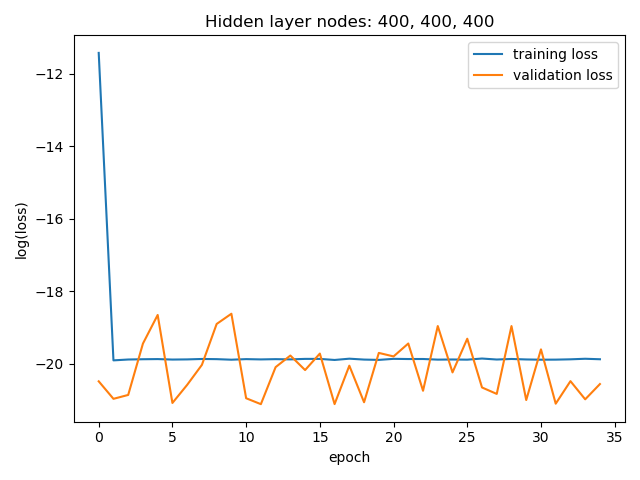 Hidden layer nodes: 400, 400, 400
training loss
validation loss
log(loss)
−12
−14
−16
−18
−20
0 5 10 15 20 25 30 35
epoch